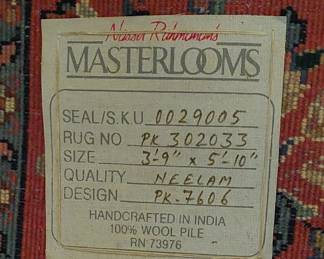 Nasser Rahmanan's
MASTERLOOMS
SEAL/S.K.U 0029005
RUG NO PK 302033
SIZE 3'-9" x 5'-10"
QUALITY NEELAM
DESIGN PK-7606
HANDCRAFTED IN INDIA
100% WOOL PILE
RN 73976